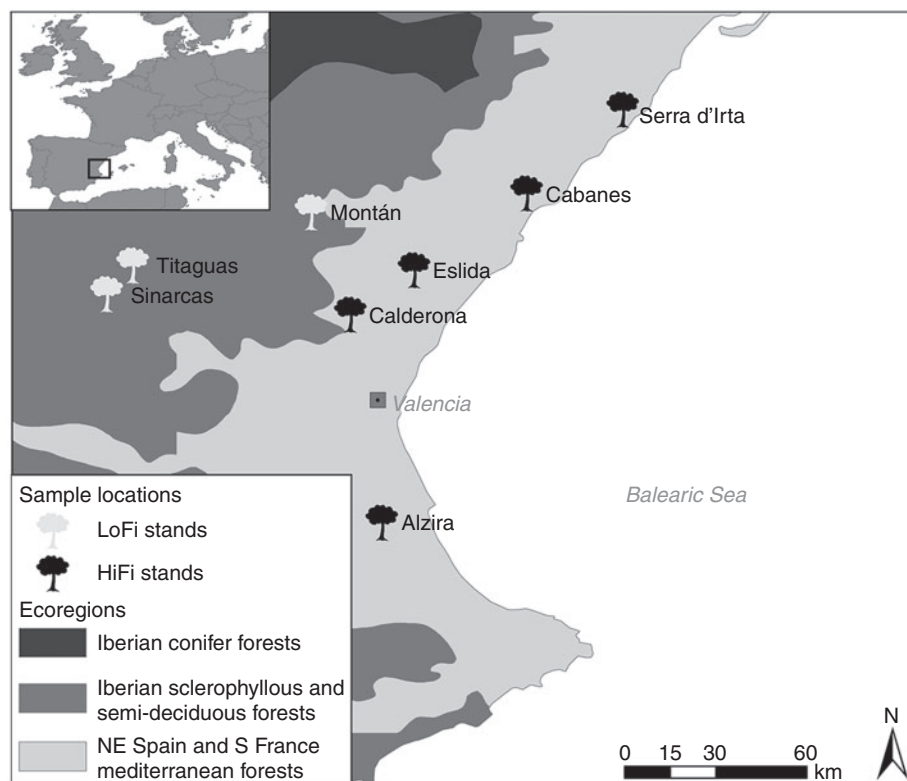 Serra d'Irta
Cabanes
Montán
Eslida
Titaguas
Sinarcas
Calderona
Valencia
Balearic Sea
Alzira
Sample locations
LoFi stands
HiFi stands
Ecoregions
Iberian conifer forests
Iberian sclerophyllous and
semi-deciduous forests
NE Spain and S France
mediterranean forests
N
0 15 30 60
km